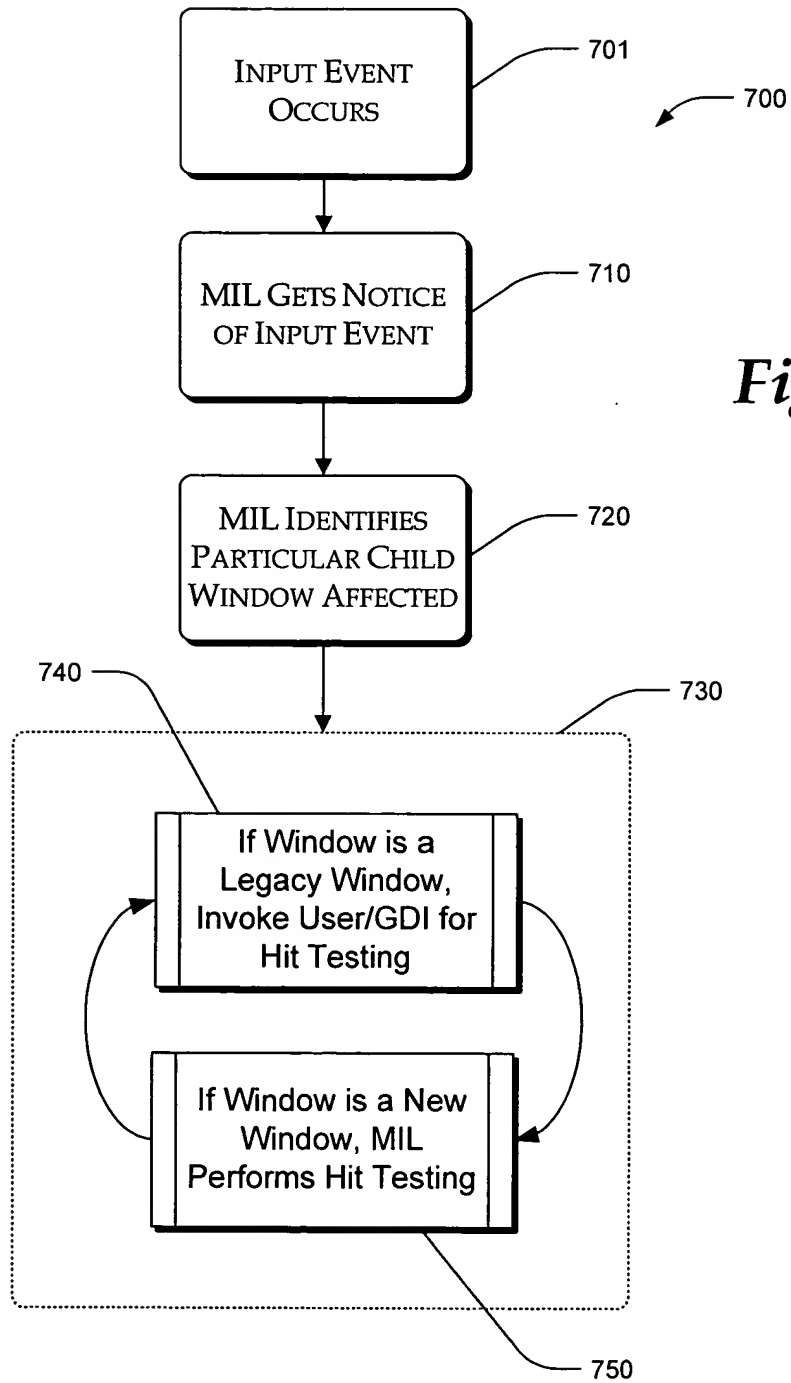 INPUT EVENT
OCCURS
701
700
MIL GETS NOTICE
OF INPUT EVENT
710
MIL IDENTIFIES
PARTICULAR CHILD
WINDOW AFFECTED
720
740
730
If Window is a
Legacy Window,
Invoke User/GDI for
Hit Testing
If Window is a New
Window, MIL
Performs Hit Testing
750